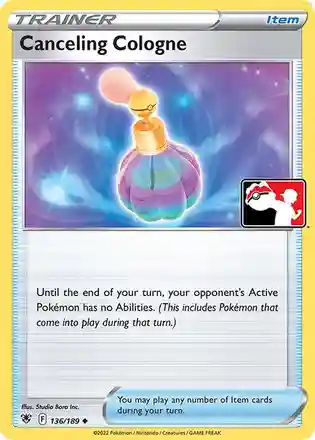 TRAINER
Item
Canceling Cologne
Until the end of your turn, your opponent's Active
Pokémon has no Abilities. (This includes Pokémon that
come into play during that turn.)
You may play any number of Item cards
during your turn.
Illus. Studio Bora Inc.
F 136/189
©2022 Pokémon / Nintendo / Creatures / GAME FREAK